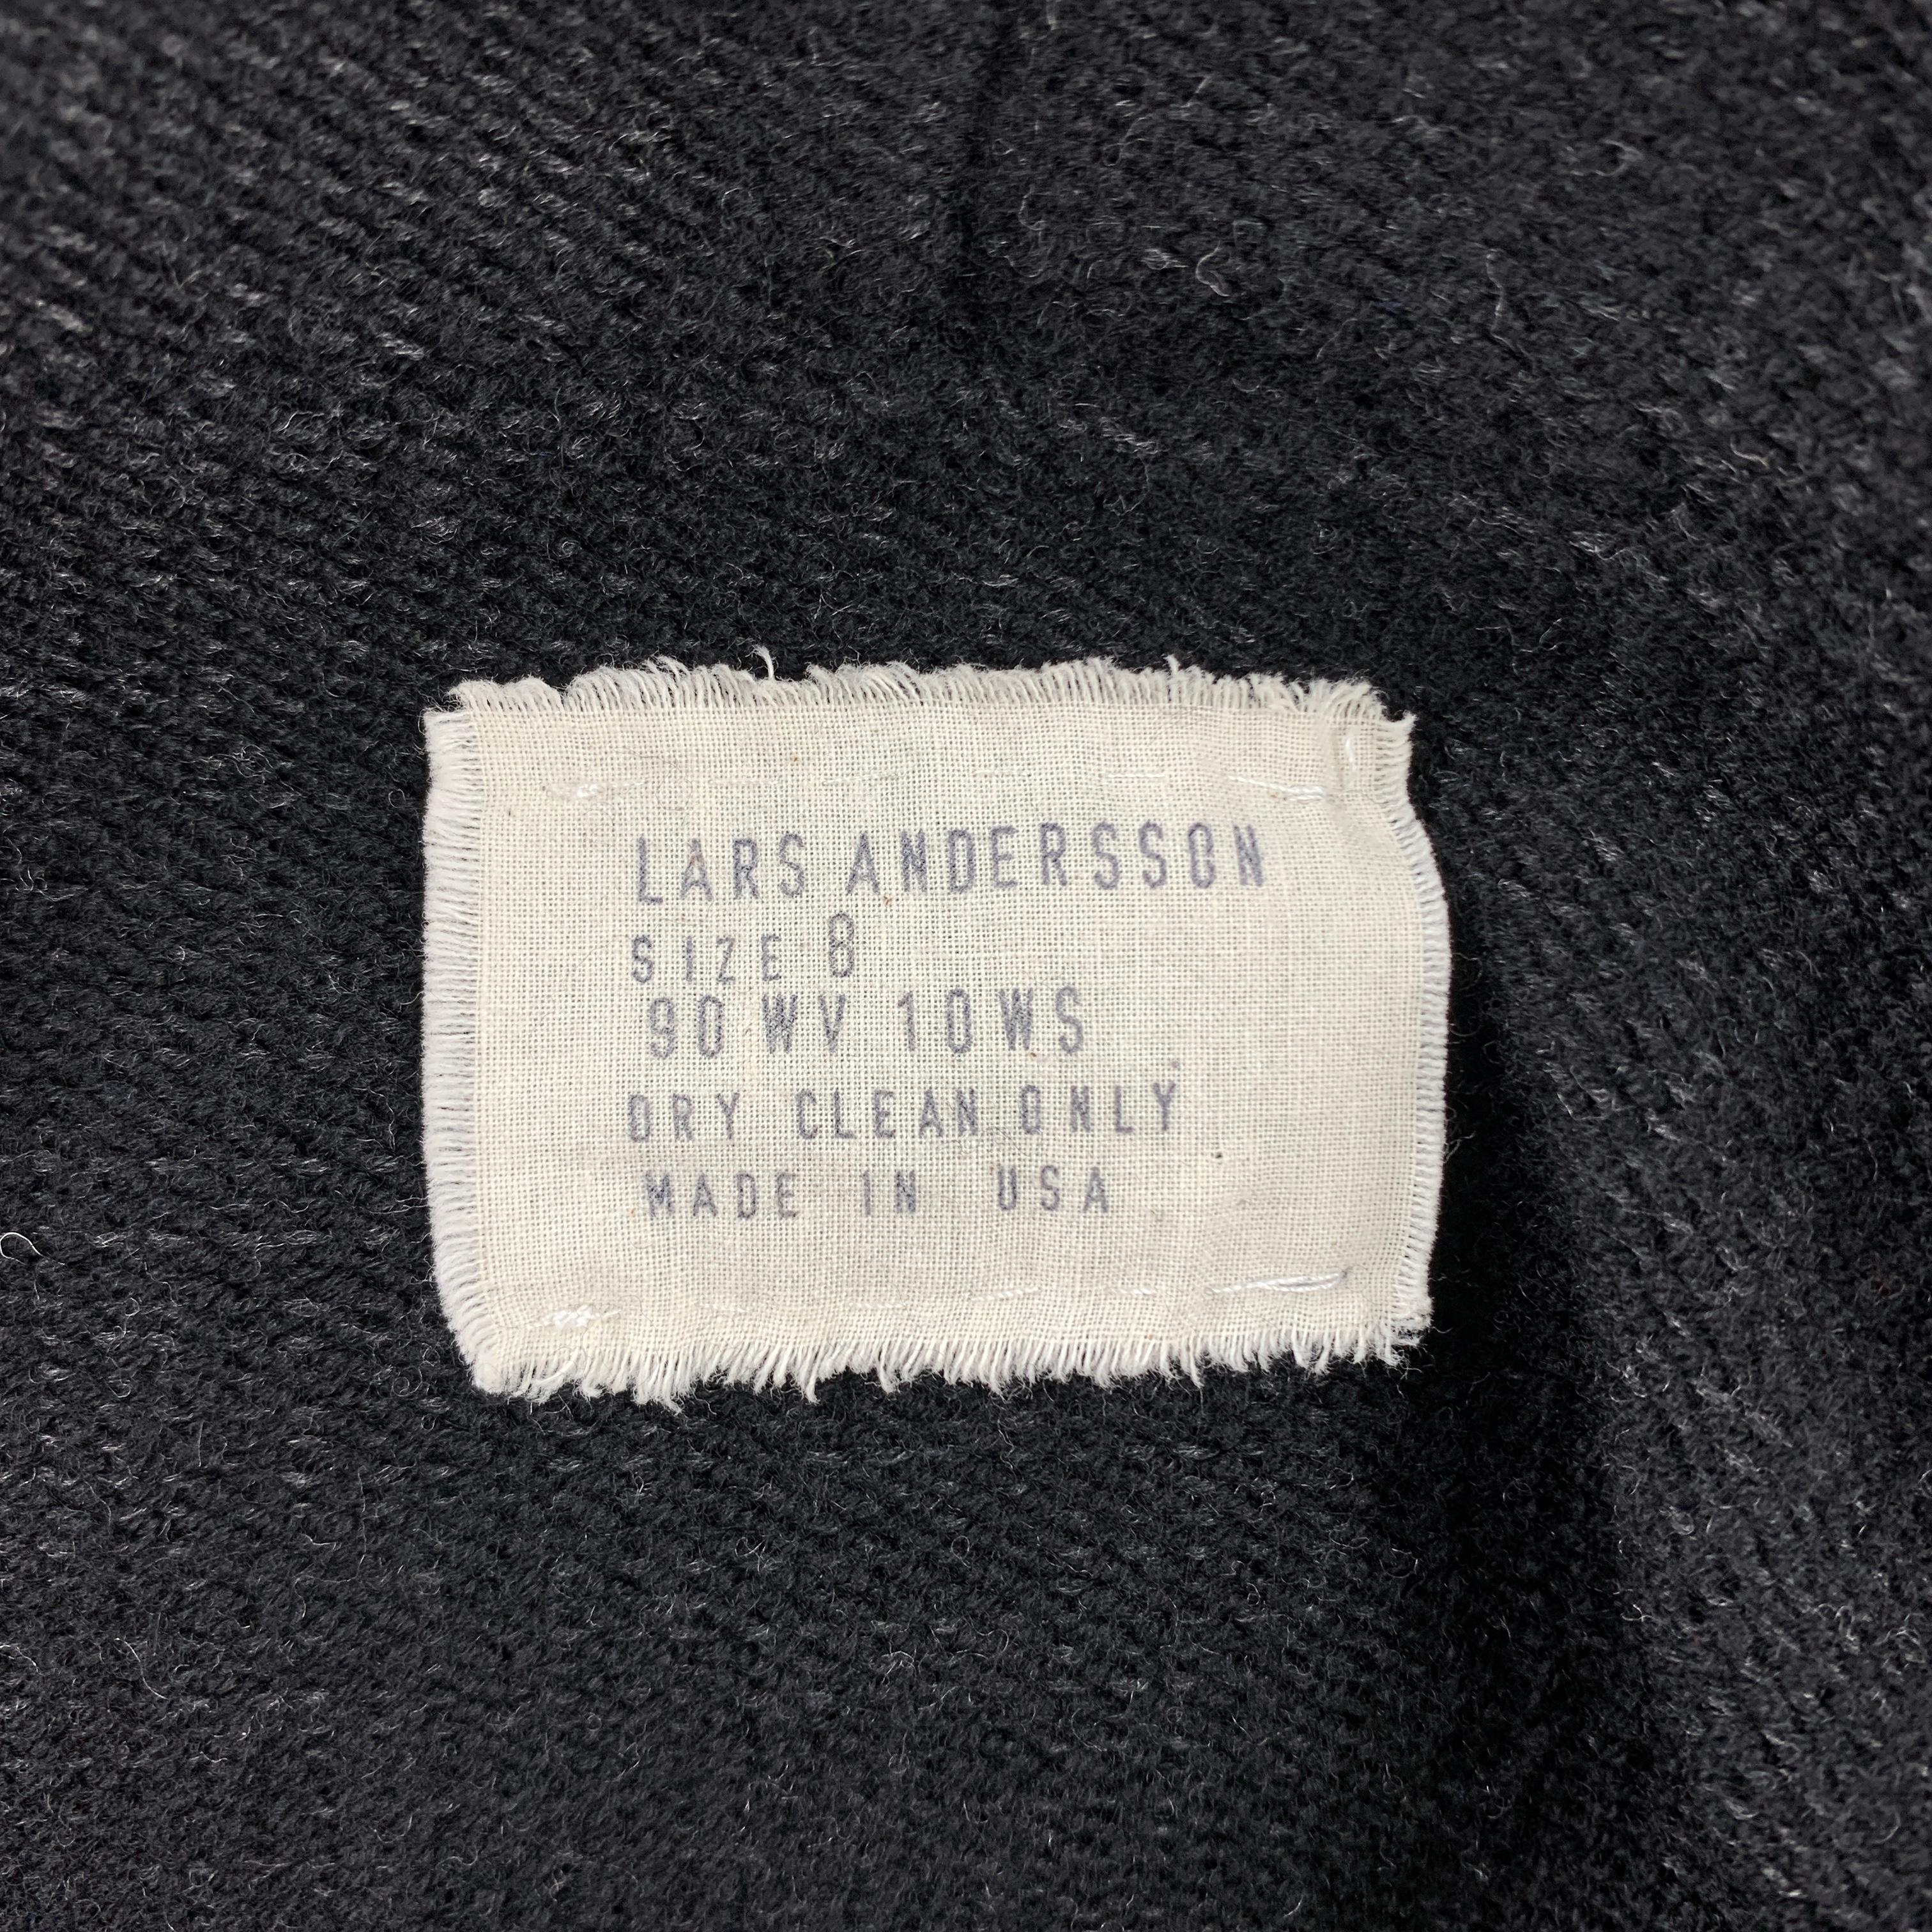 LARS ANDERSSON
SIZE 8
90 WV 10 WS
DRY CLEAN ONLY
MADE IN USA